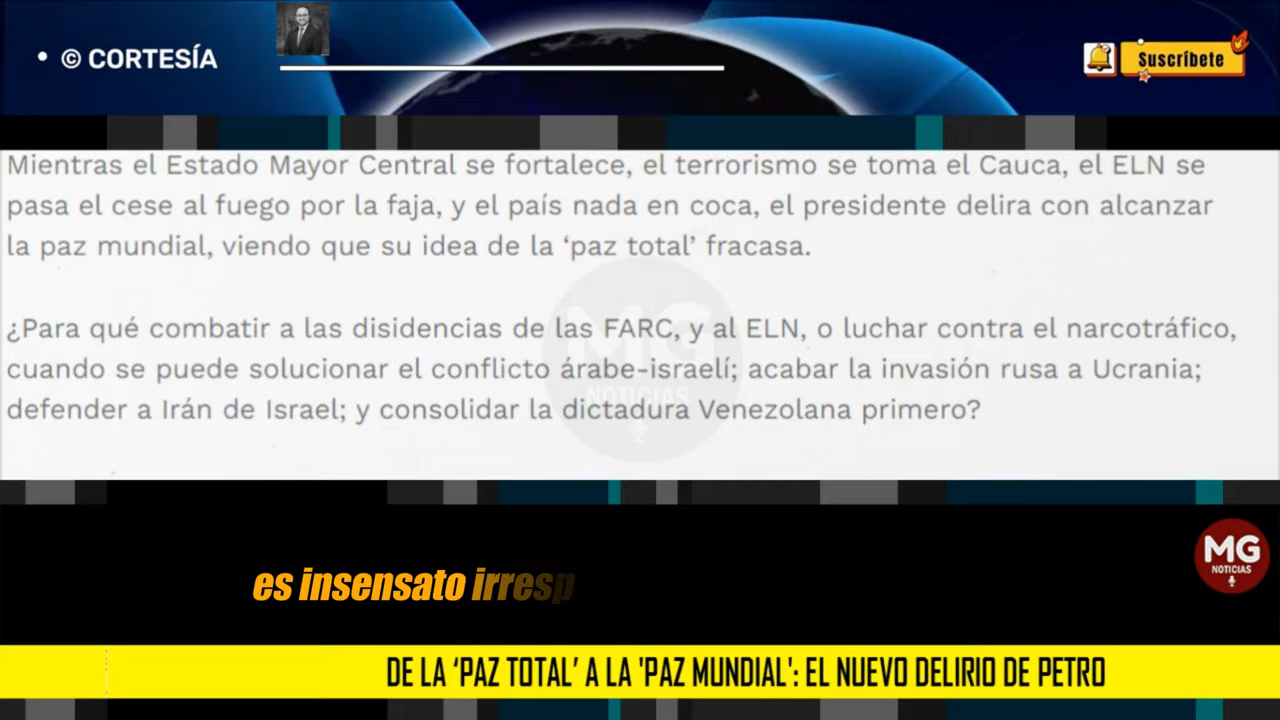 • © CORTESÍA
Suscríbete
Mientras el Estado Mayor Central se fortalece, el terrorismo se toma el Cauca, el ELN se
pasa el cese al fuego por la faja, y el país nada en coca, el presidente delira con alcanzar
la paz mundial, viendo que su idea de la ‘paz total’ fracasa.
¿Para qué combatir a las disidencias de las FARC, y al ELN, o luchar contra el narcotráfico,
cuando se puede solucionar el conflicto árabe-israelí; acabar la invasión rusa a Ucrania;
defender a Irán de Israel; y consolidar la dictadura Venezolana primero?
MG
NOTICIAS
es insensato irresp
MG
NOTICIAS
DE LA ‘PAZ TOTAL’ A LA 'PAZ MUNDIAL': EL NUEVO DELIRIO DE PETRO